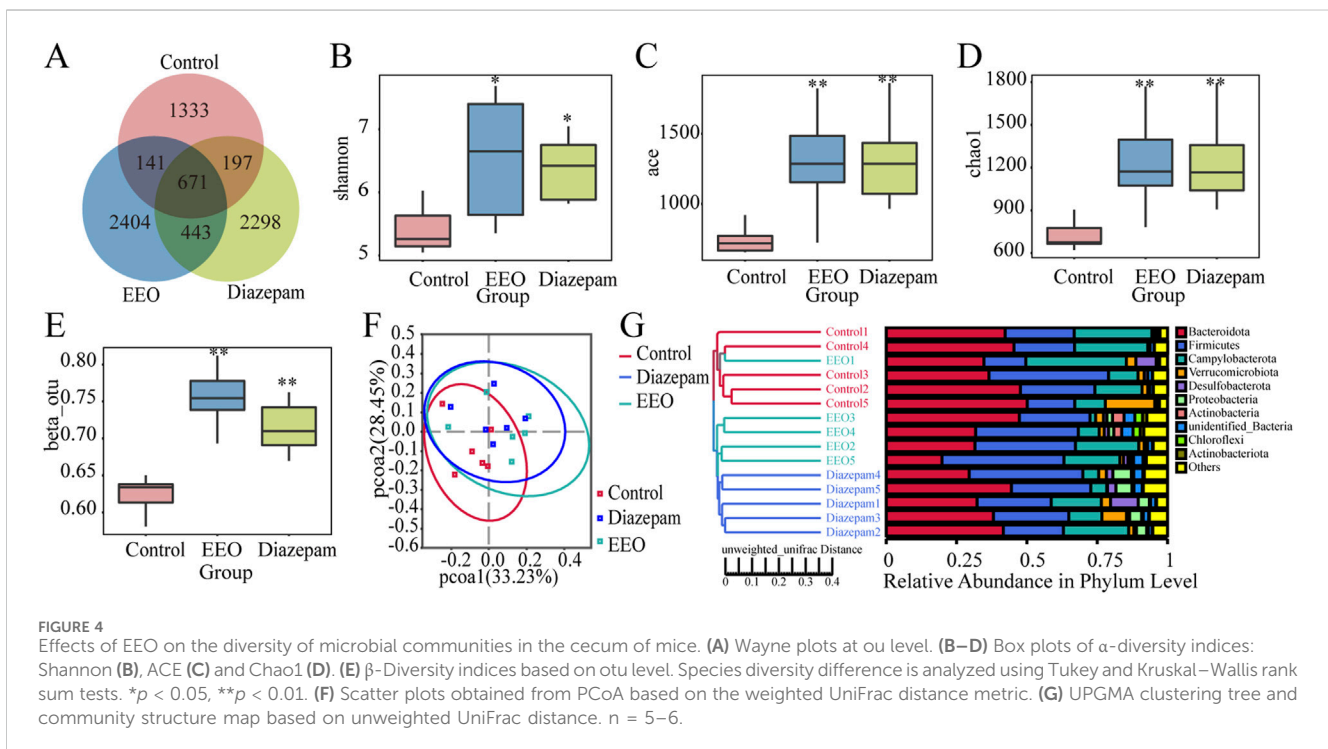 A
Control
1333
141
197
671
2404
443
2298
EEO
Diazepam
B
shannon
7
6
5
*
*
Control
EEO
Diazepam
Group
C
ace
1500
1000
**
**
Control
EEO
Diazepam
Group
D
chao1
1800
1500
1200
900
600
**
**
Control
EEO
Diazepam
Group
E
beta_otu
0.80
0.75
0.70
0.65
0.60
**
**
Control
EEO
Diazepam
Group
F
pcoa2(28.45%)
0.5
0.4
0.3
0.2
0.1
0.0
-0.1
-0.2
-0.3
-0.4
-0.5
-0.6
-0.2
0.0
0.2
0.4
pcoa1(33.23%)
Control
Diazepam
EEO
G
Control
Diazepam
EEO
Control1
Control4
EEO1
Control3
Control2
Control5
EEO3
EEO4
EEO2
EEO5
Diazepam4
Diazepam5
Diazepam1
Diazepam3
Diazepam2
unweighted_unifrac Distance
0 0.1 0.2 0.3 0.4
0 0.25 0.5 0.75 1
Relative Abundance in Phylum Level
Bacteroidota
Firmicutes
Campylobacterota
Verrucomicrobiota
Desulfobacterota
Proteobacteria
Actinobacteria
unidentified_Bacteria
Chloroflexi
Actinobacteriota
Others
FIGURE 4
Effects of EEO on the diversity of microbial communities in the cecum of mice. (A) Wayne plots at ou level. (B–D) Box plots of α-diversity indices:
Shannon (B), ACE (C) and Chao1 (D). (E) β-Diversity indices based on otu level. Species diversity difference is analyzed using Tukey and Kruskal–Wallis rank
sum tests. *p < 0.05, **p < 0.01. (F) Scatter plots obtained from PCoA based on the weighted UniFrac distance metric. (G) UPGMA clustering tree and
community structure map based on unweighted UniFrac distance. n = 5–6.